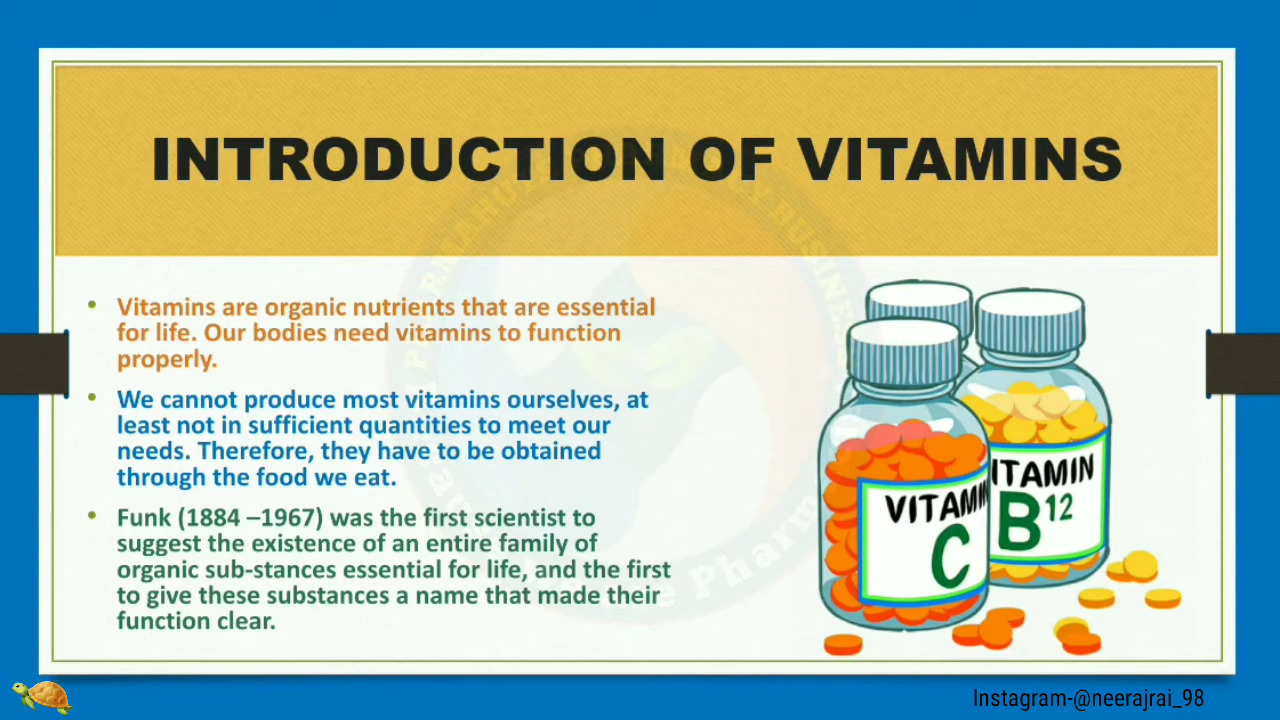 INTRODUCTION OF VITAMINS
Vitamins are organic nutrients that are essential
for life. Our bodies need vitamins to function
properly.
We cannot produce most vitamins ourselves, at
least not in sufficient quantities to meet our
needs. Therefore, they have to be obtained
through the food we eat.
Funk (1884 –1967) was the first scientist to
suggest the existence of an entire family of
organic sub-stances essential for life, and the first
to give these substances a name that made their
function clear.
VITAMIN
C
ITAMIN
B12
Instagram-@neerajrai_98